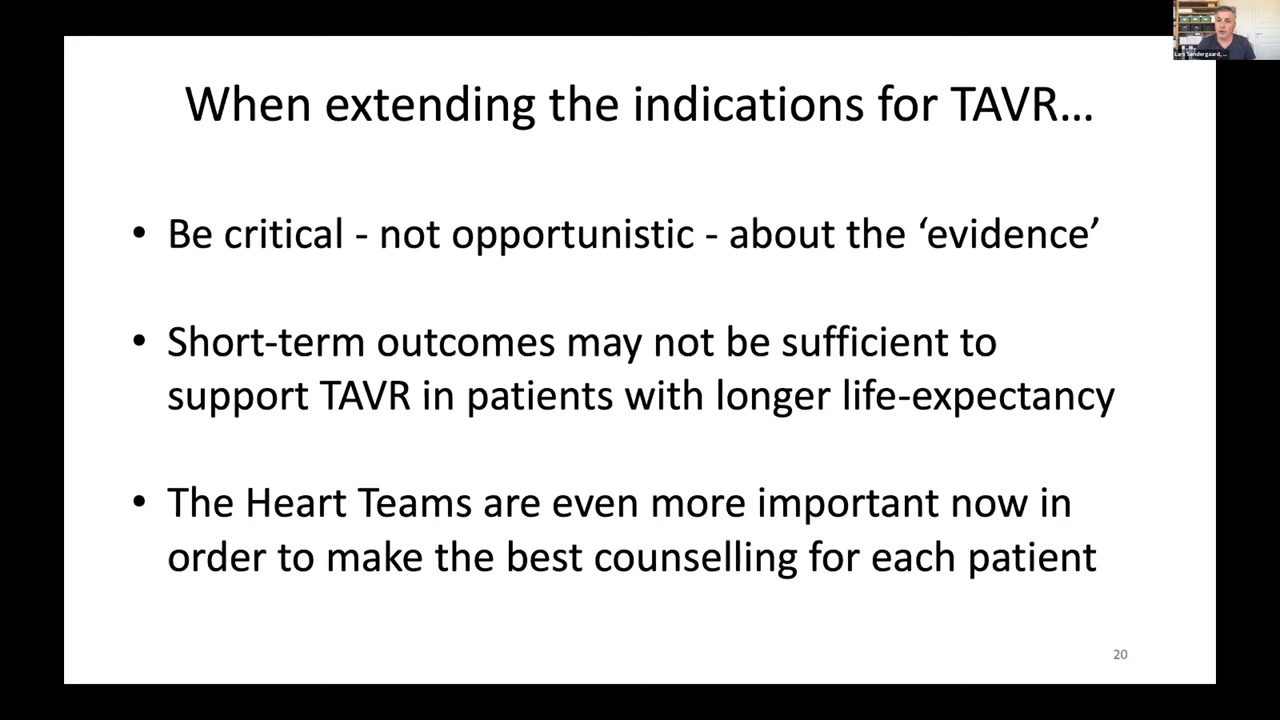 Lars Søndergaard, ...
When extending the indications for TAVR…
• Be critical - not opportunistic - about the ‘evidence’
• Short-term outcomes may not be sufficient to
support TAVR in patients with longer life-expectancy
• The Heart Teams are even more important now in
order to make the best counselling for each patient
20